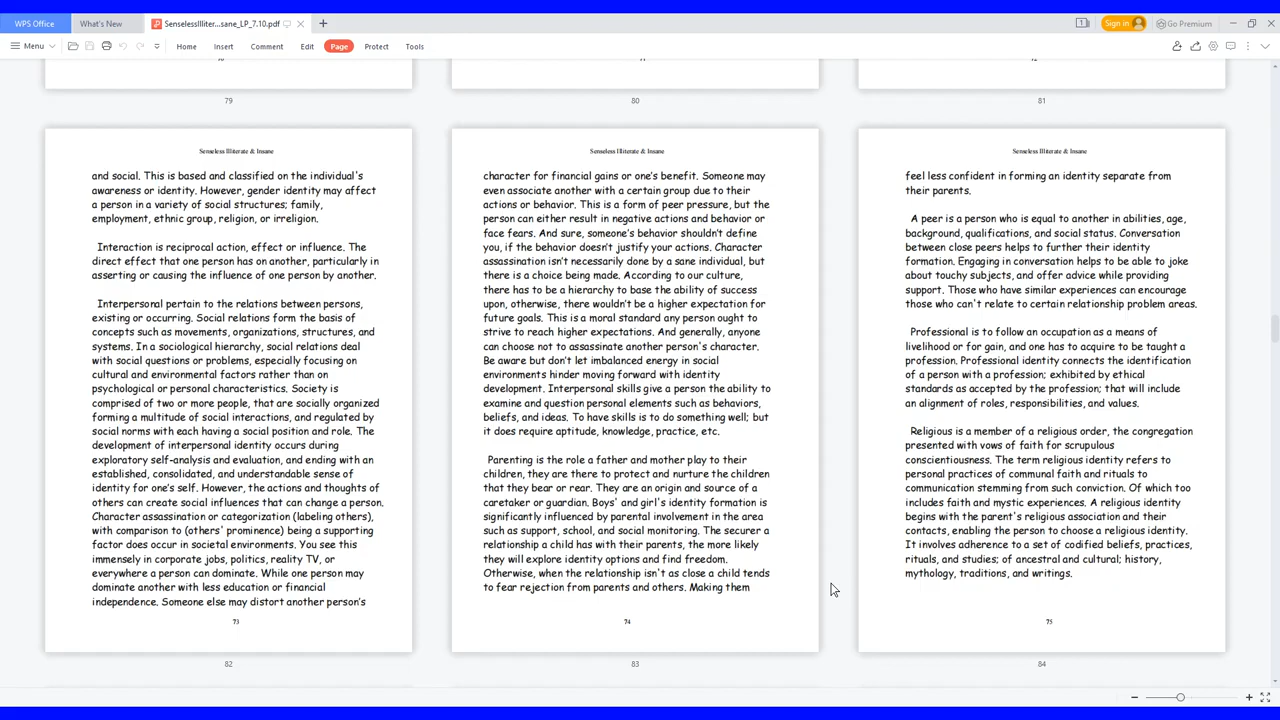 WPS Office
What's New
SenselessIlliter...sane_LP_7.10.pdf
1
Sign in
Go Premium
Menu
Home
Insert
Comment
Edit
Page
Protect
Tools
79
80
81
Senseless Illiterate & Insane
and social. This is based and classified on the individual's
awareness or identity. However, gender identity may affect
a person in a variety of social structures; family,
employment, ethnic group, religion, or irreligion.
Interaction is reciprocal action, effect or influence. The
direct effect that one person has on another, particularly in
asserting or causing the influence of one person by another.
Interpersonal pertain to the relations between persons,
existing or occurring. Social relations form the basis of
concepts such as movements, organizations, structures, and
systems. In a sociological hierarchy, social relations deal
with social questions or problems, especially focusing on
cultural and environmental factors rather than on
psychological or personal characteristics. Society is
comprised of two or more people, that are socially organized
forming a multitude of social interactions, and regulated by
social norms with each having a social position and role. The
development of interpersonal identity occurs during
exploratory self-analysis and evaluation, and ending with an
established, consolidated, and understandable sense of
identity for one's self. However, the actions and thoughts of
others can create social influences that can change a person.
Character assassination or categorization (labeling others),
with comparison to (others' prominence) being a supporting
factor does occur in societal environments. You see this
immensely in corporate jobs, politics, reality TV, or
everywhere a person can dominate. While one person may
dominate another with less education or financial
independence. Someone else may distort another person's
73
82
Senseless Illiterate & Insane
character for financial gains or one's benefit. Someone may
even associate another with a certain group due to their
actions or behavior. This is a form of peer pressure, but the
person can either result in negative actions and behavior or
face fears. And sure, someone's behavior shouldn't define
you, if the behavior doesn't justify your actions. Character
assassination isn't necessarily done by a sane individual, but
there is a choice being made. According to our culture,
there has to be a hierarchy to base the ability of success
upon, otherwise, there wouldn't be a higher expectation for
future goals. This is a moral standard any person ought to
strive to reach higher expectations. And generally, anyone
can choose not to assassinate another person's character.
Be aware but don't let imbalanced energy in social
environments hinder moving forward with identity
development. Interpersonal skills give a person the ability to
examine and question personal elements such as behaviors,
beliefs, and ideas. To have skills is to do something well; but
it does require aptitude, knowledge, practice, etc.
Parenting is the role a father and mother play to their
children, they are there to protect and nurture the children
that they bear or rear. They are an origin and source of a
caretaker or guardian. Boys' and girl's identity formation is
significantly influenced by parental involvement in the area
such as support, school, and social monitoring. The securer a
relationship a child has with their parents, the more likely
they will explore identity options and find freedom.
Otherwise, when the relationship isn't as close a child tends
to fear rejection from parents and others. Making them
74
83
Senseless Illiterate & Insane
feel less confident in forming an identity separate from
their parents.
A peer is a person who is equal to another in abilities, age,
background, qualifications, and social status. Conversation
between close peers helps to further their identity
formation. Engaging in conversation helps to be able to joke
about touchy subjects, and offer advice while providing
support. Those who have similar experiences can encourage
those who can't relate to certain relationship problem areas.
Professional is to follow an occupation as a means of
livelihood or for gain, and one has to acquire to be taught a
profession. Professional identity connects the identification
of a person with a profession; exhibited by ethical
standards as accepted by the profession; that will include
an alignment of roles, responsibilities, and values.
Religious is a member of a religious order, the congregation
presented with vows of faith for scrupulous
conscientiousness. The term religious identity refers to
personal practices of communal faith and rituals to
communication stemming from such conviction. Of which too
includes faith and mystic experiences. A religious identity
begins with the parent's religious association and their
contacts, enabling the person to choose a religious identity.
It involves adherence to a set of codified beliefs, practices,
rituals, and studies; of ancestral and cultural; history,
mythology, traditions, and writings.
75
84